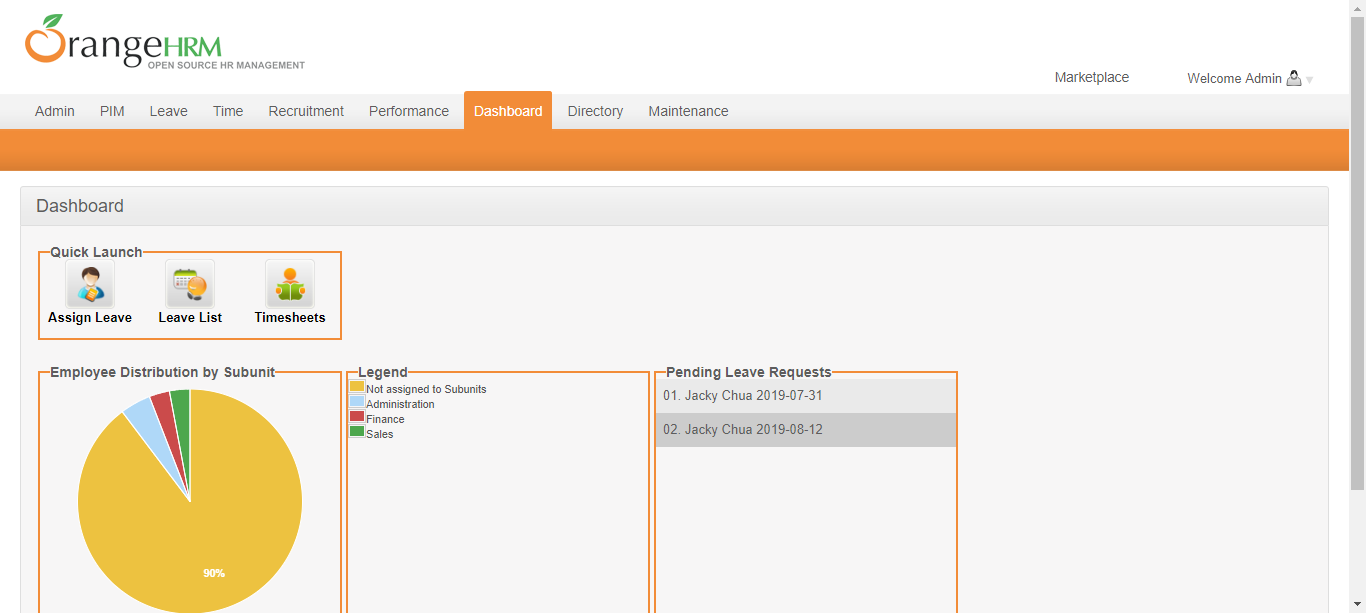 OrangeHRM
OPEN SOURCE HR MANAGEMENT
Marketplace Welcome Admin
Admin PIM Leave Time Recruitment Performance Dashboard Directory Maintenance
Dashboard
Quick Launch
Assign Leave Leave List Timesheets
Employee Distribution by Subunit
90%
Legend
Not assigned to Subunits
Administration
Finance
Sales
Pending Leave Requests
01. Jacky Chua 2019-07-31
02. Jacky Chua 2019-08-12